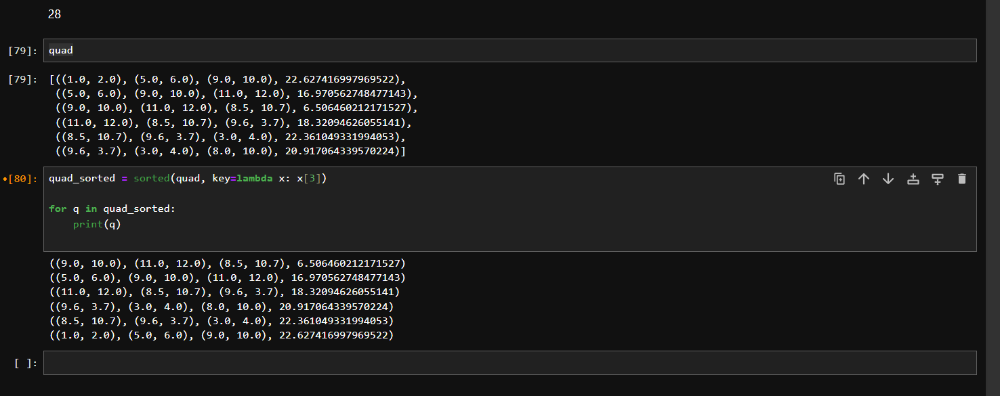 28
[79]: quad
[79]: [((1.0, 2.0), (5.0, 6.0), (9.0, 10.0), 22.627416997969522),
((5.0, 6.0), (9.0, 10.0), (11.0, 12.0), 16.970562748477143),
((9.0, 10.0), (11.0, 12.0), (8.5, 10.7), 6.506460212171527),
((11.0, 12.0), (8.5, 10.7), (9.6, 3.7), 18.32094626055141),
((8.5, 10.7), (9.6, 3.7), (3.0, 4.0), 22.361049331994053),
((9.6, 3.7), (3.0, 4.0), (8.0, 10.0), 20.917064339570224)]
•[80]: quad_sorted = sorted(quad, key=lambda x: x[3])
for q in quad_sorted:
    print(q)
((9.0, 10.0), (11.0, 12.0), (8.5, 10.7), 6.506460212171527)
((5.0, 6.0), (9.0, 10.0), (11.0, 12.0), 16.970562748477143)
((11.0, 12.0), (8.5, 10.7), (9.6, 3.7), 18.32094626055141)
((9.6, 3.7), (3.0, 4.0), (8.0, 10.0), 20.917064339570224)
((8.5, 10.7), (9.6, 3.7), (3.0, 4.0), 22.361049331994053)
((1.0, 2.0), (5.0, 6.0), (9.0, 10.0), 22.627416997969522)
[ ]: